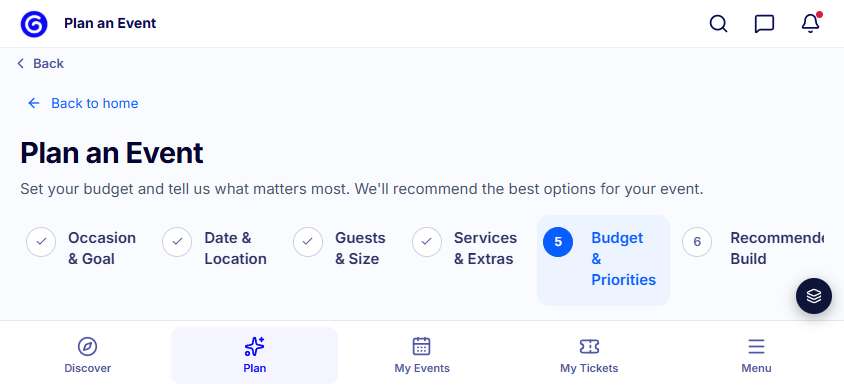 Plan an Event
Back
Back to home
Plan an Event
Set your budget and tell us what matters most. We'll recommend the best options for your event.
Occasion
& Goal
Date &
Location
Guests
& Size
Services
& Extras
5
Budget
&
Priorities
6
Recommende
Build
Discover
Plan
My Events
My Tickets
Menu